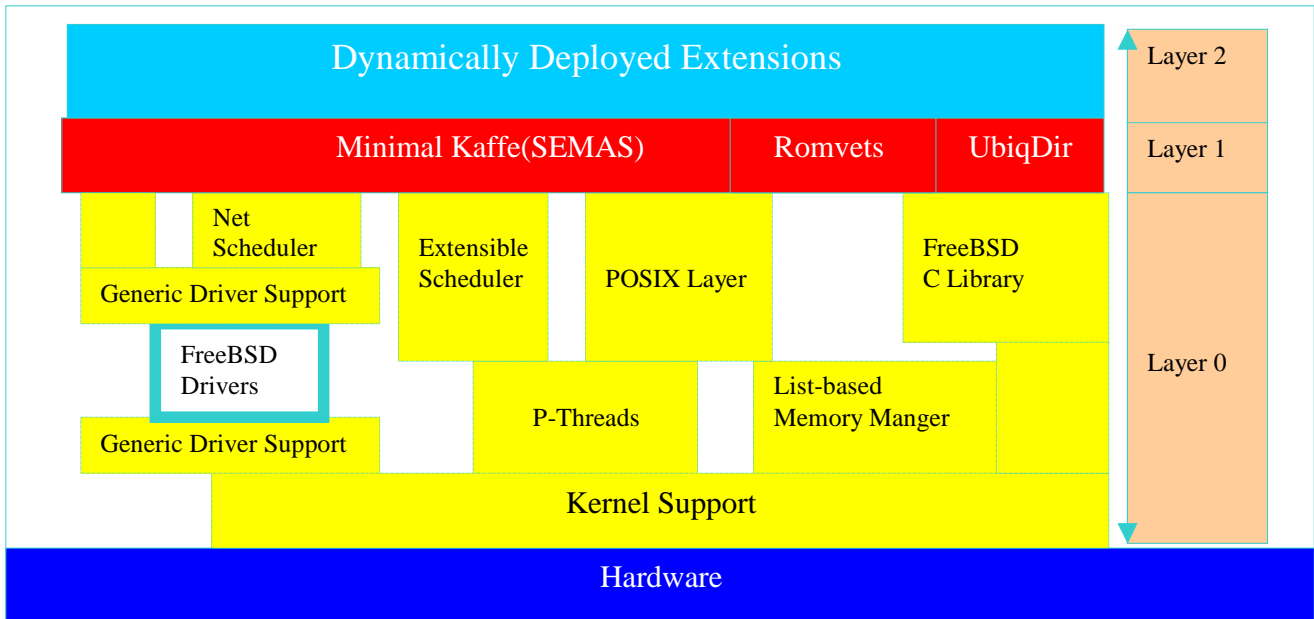 Dynamically Deployed Extensions
Layer 2
Minimal Kaffe(SEMAS)
Romvets
UbiqDir
Layer 1
Net
Scheduler
Extensible
Scheduler
POSIX Layer
FreeBSD
C Library
Generic Driver Support
FreeBSD
Drivers
Layer 0
P-Threads
List-based
Memory Manger
Generic Driver Support
Kernel Support
Hardware